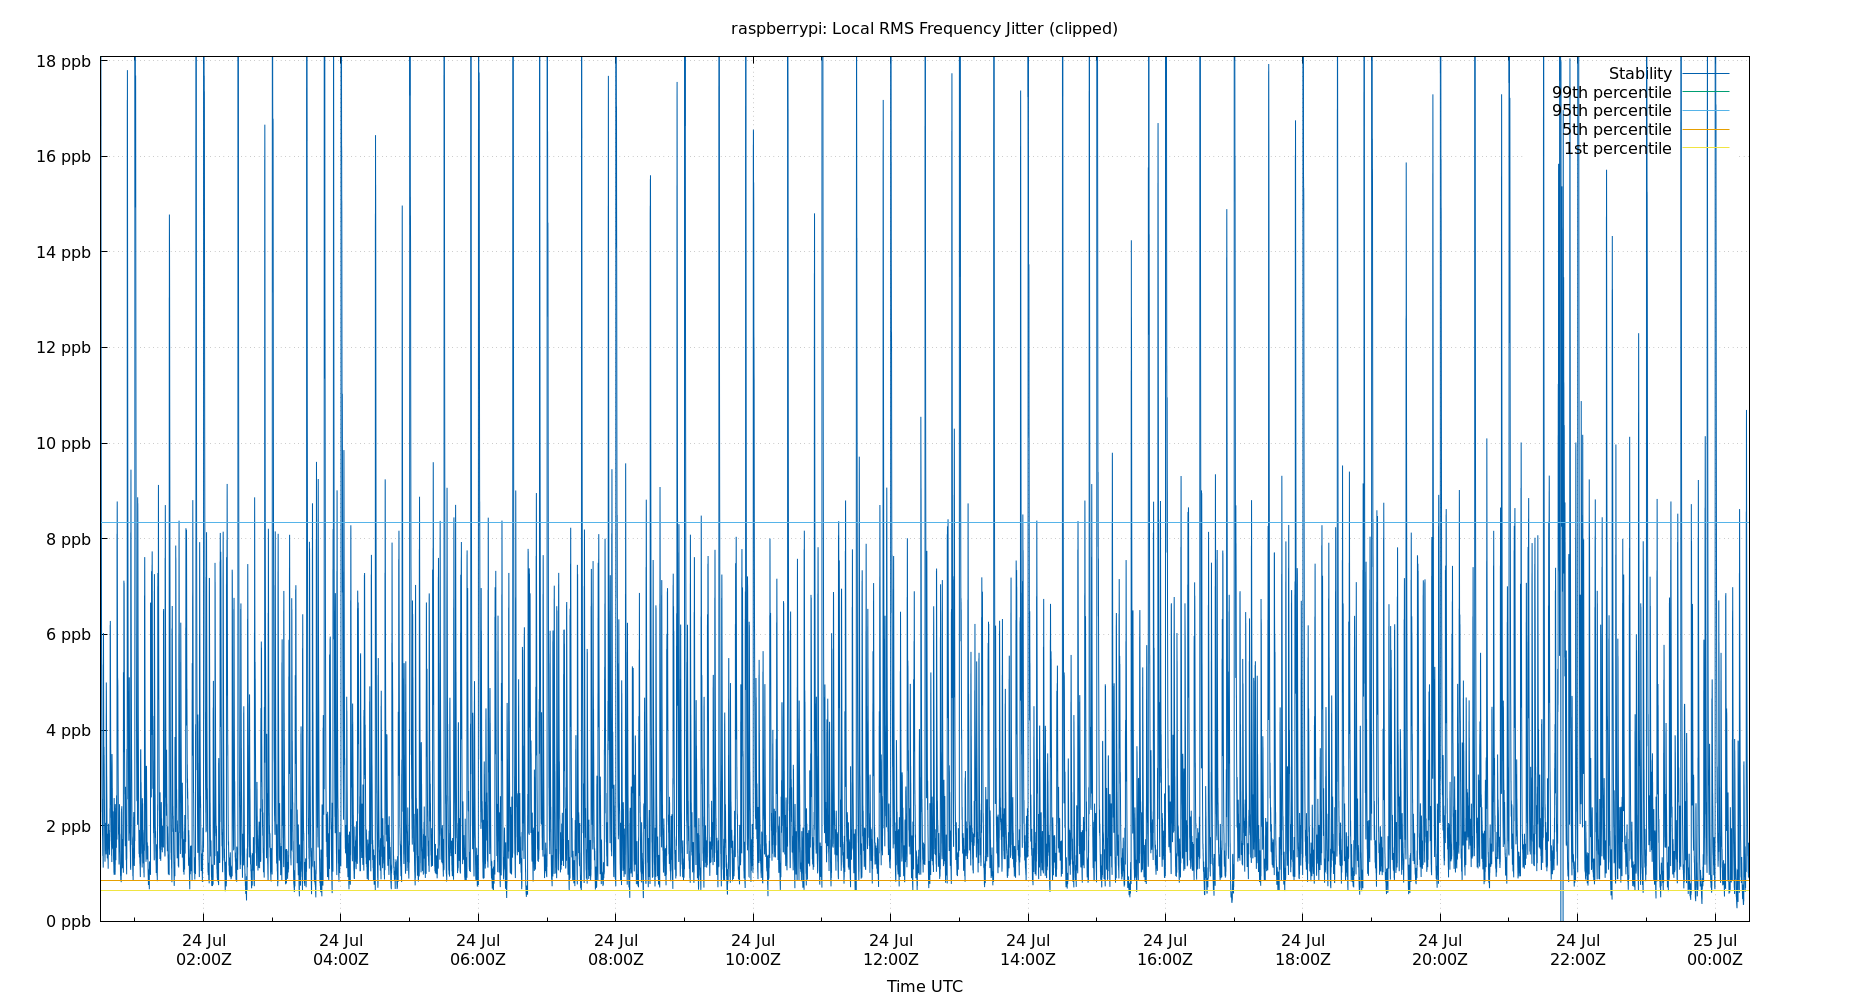 raspberrypi: Local RMS Frequency Jitter (clipped)
18 ppb
16 ppb
14 ppb
12 ppb
10 ppb
8 ppb
6 ppb
4 ppb
2 ppb
0 ppb
Stability
99th percentile
95th percentile
5th percentile
1st percentile
24 Jul 24 Jul 24 Jul 24 Jul 24 Jul 24 Jul 24 Jul 24 Jul 24 Jul 24 Jul 24 Jul 25 Jul
02:00Z 04:00Z 06:00Z 08:00Z 10:00Z 12:00Z 14:00Z 16:00Z 18:00Z 20:00Z 22:00Z 00:00Z
Time UTC